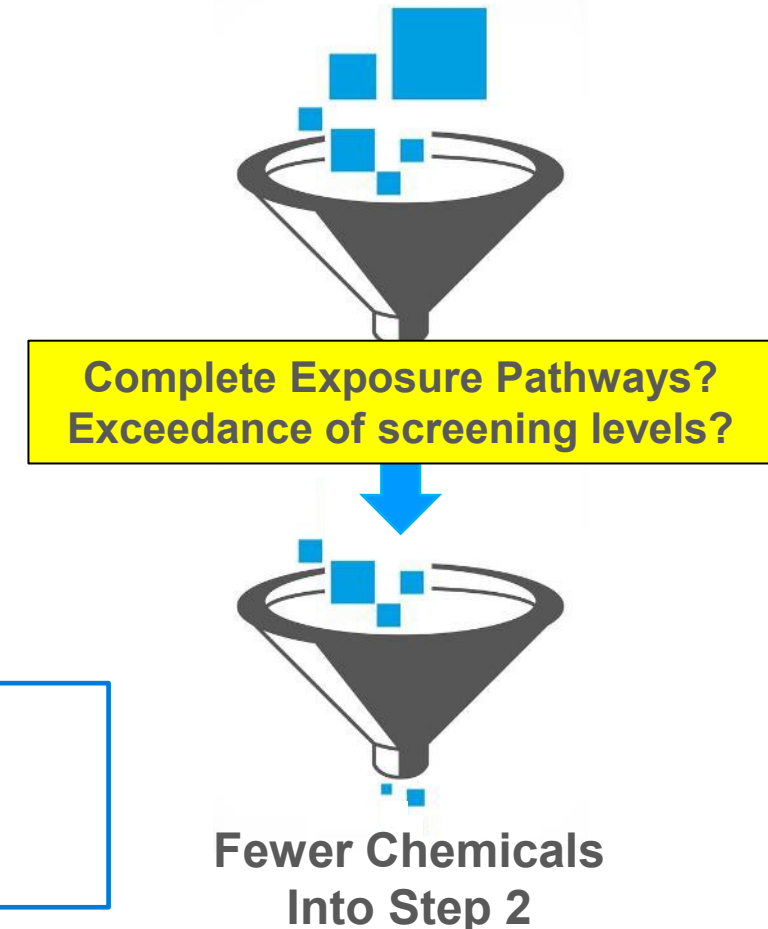 Complete Exposure Pathways?
Exceedance of screening levels?
Fewer Chemicals
Into Step 2